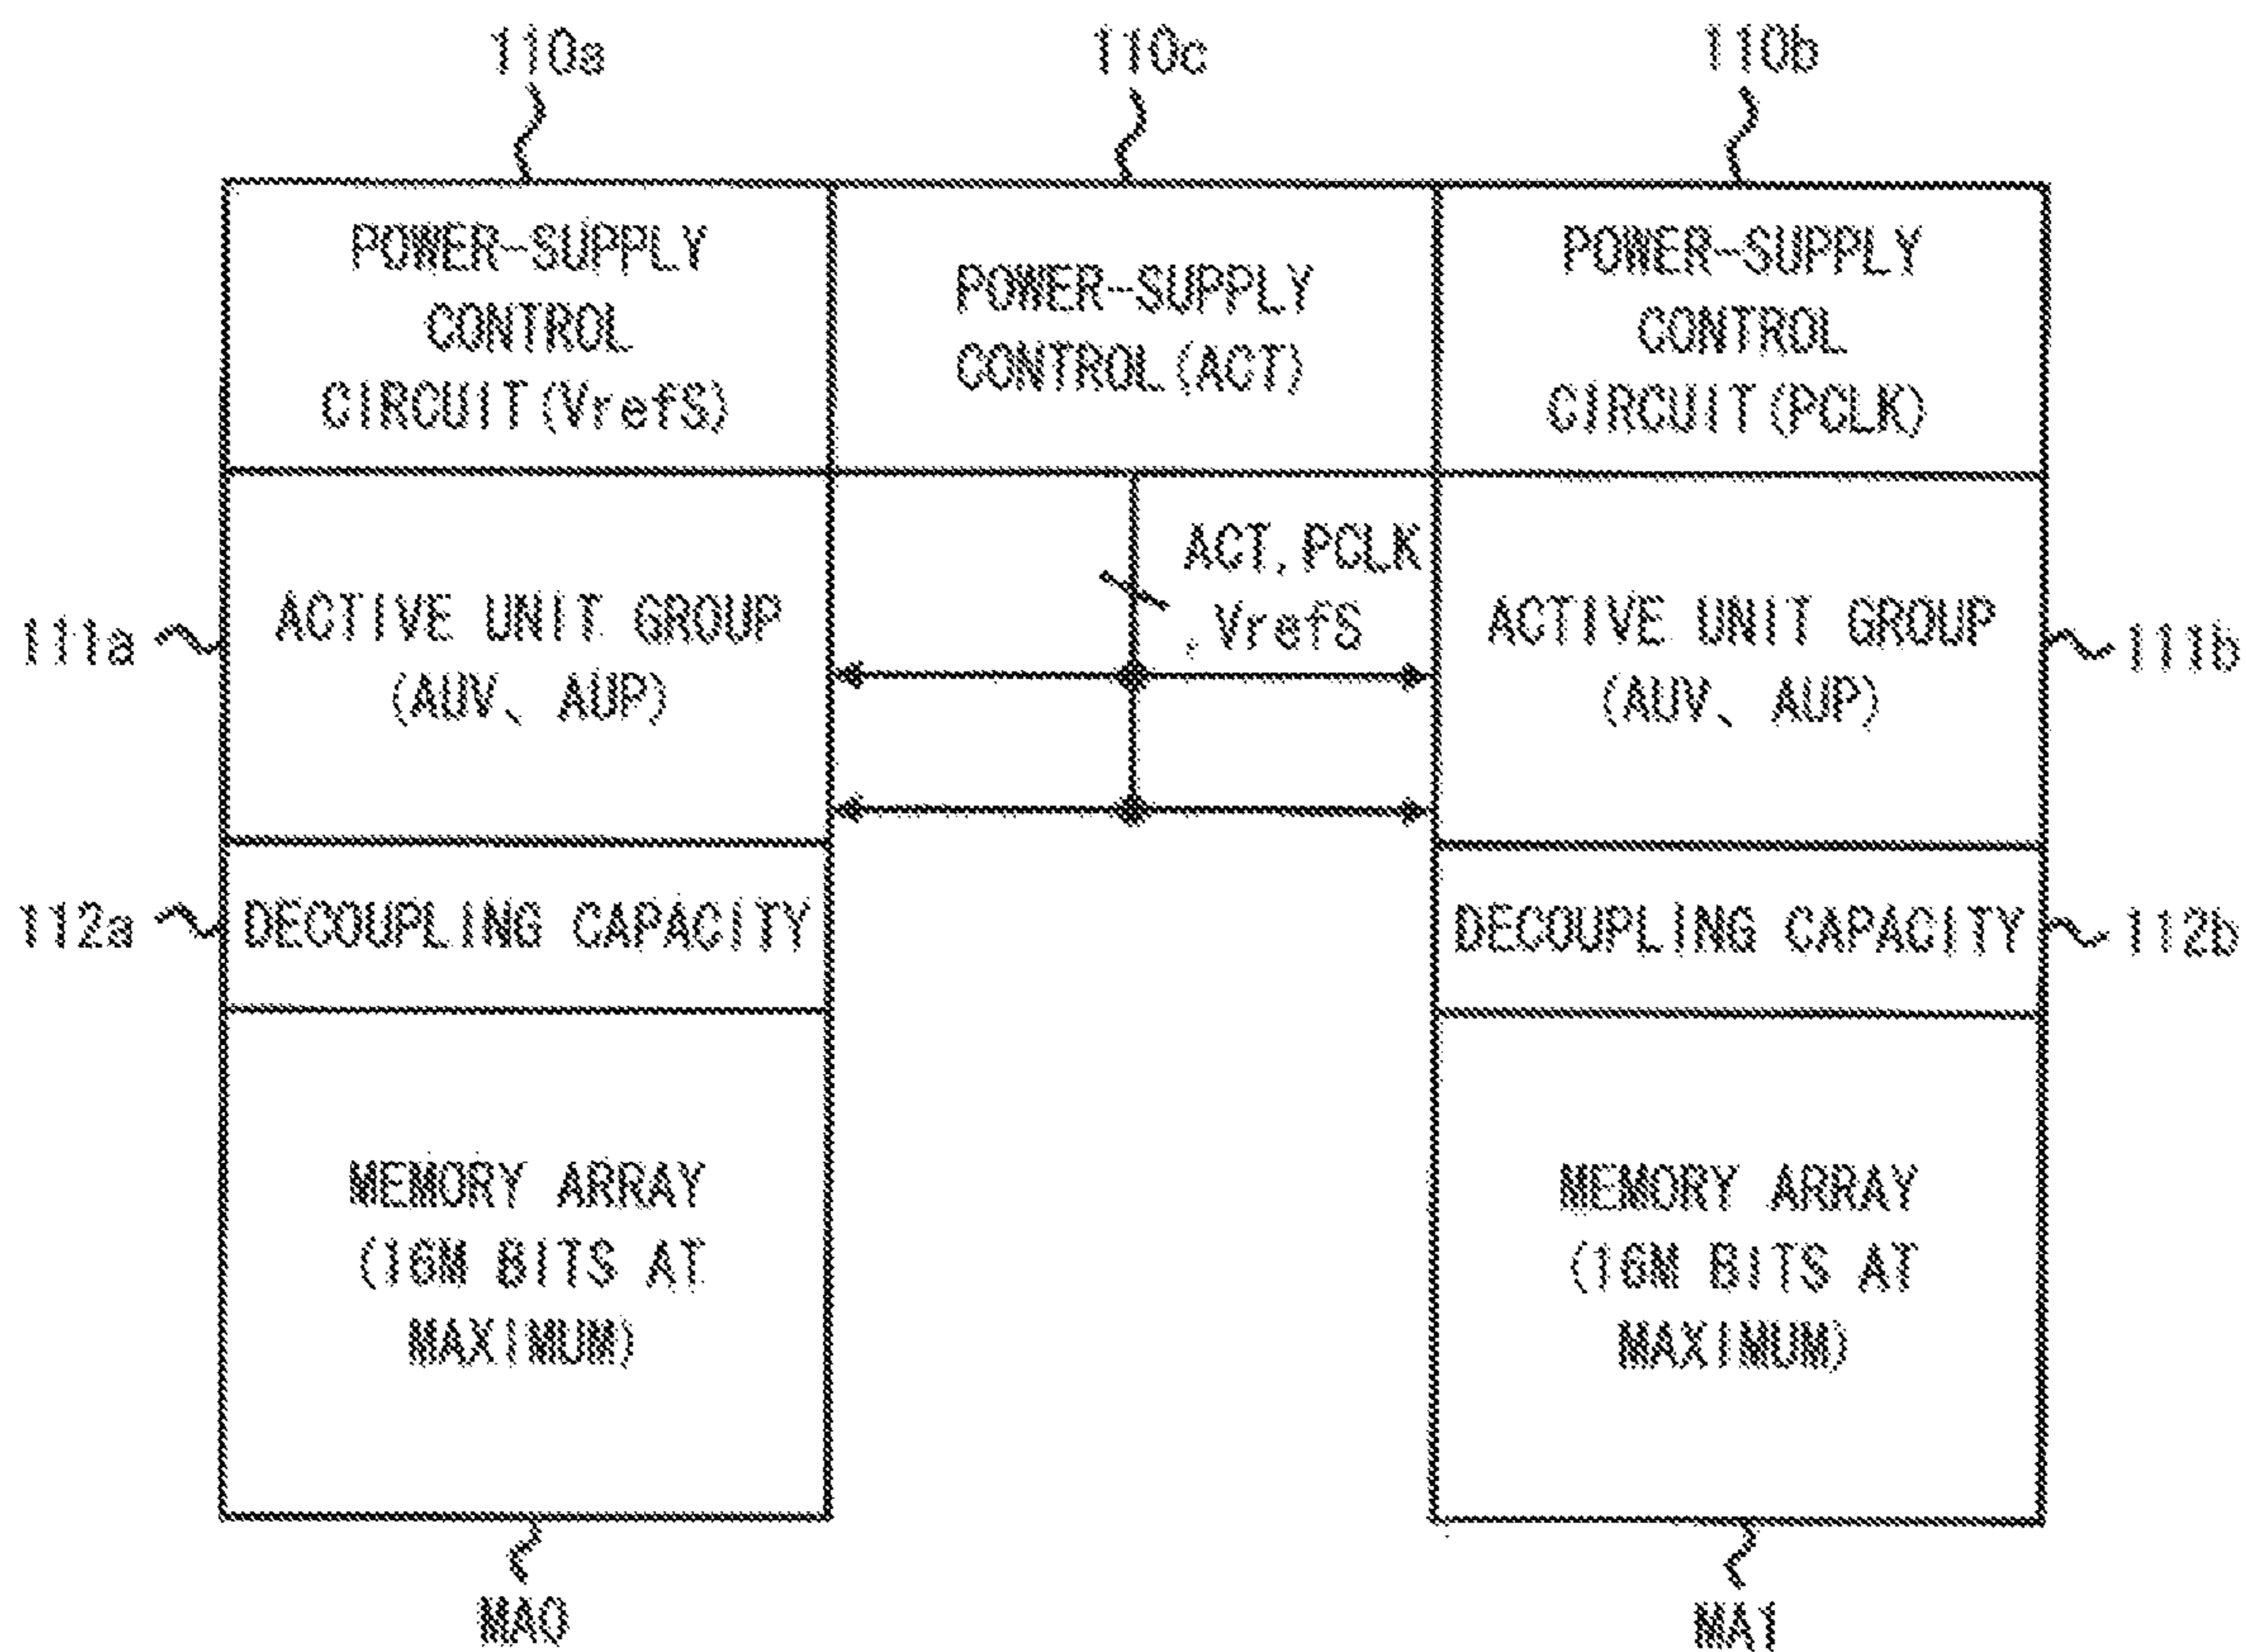 110a
110c
110b
POWER-SUPPLY
CONTROL
CIRCUIT(VrefS)
POWER-SUPPLY
CONTROL(ACT)
POWER-SUPPLY
CONTROL
CIRCUIT(PCLK)
111a
ACTIVE UNIT GROUP
(AUV、AUP)
ACT,PCLK
,VrefS
ACTIVE UNIT GROUP
(AUV、AUP)
111b
112a
DECOUPLING CAPACITY
DECOUPLING CAPACITY
112b
MEMORY ARRAY
(16M BITS AT
MAXIMUM)
MEMORY ARRAY
(16M BITS AT
MAXIMUM)
MA0
MA1